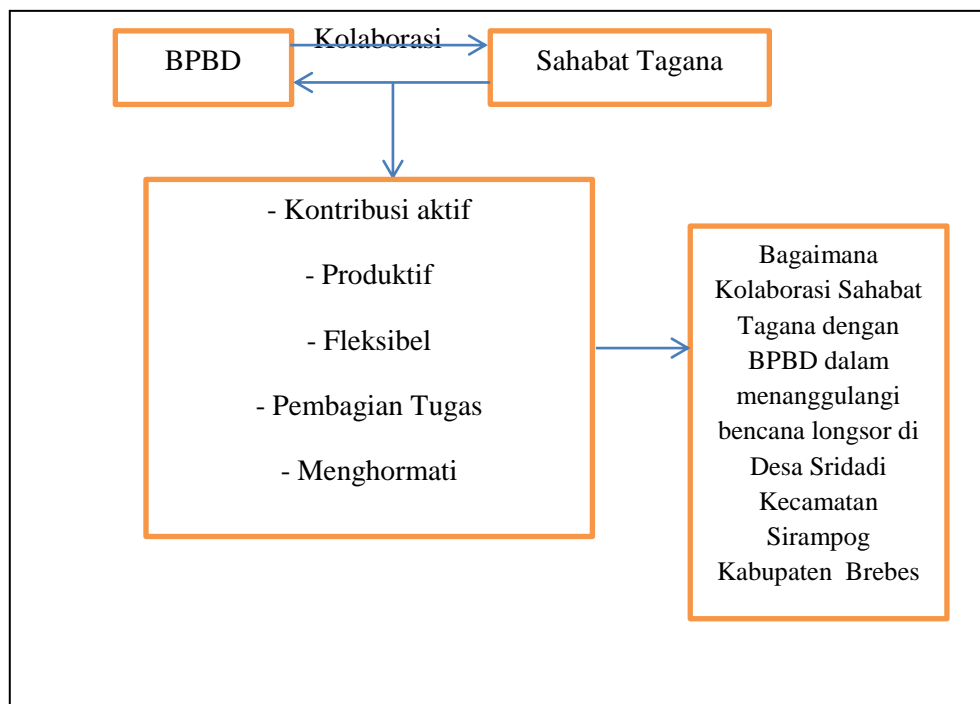 BPBD
Kolaborasi
Sahabat Tagana
- Kontribusi aktif
- Produktif
- Fleksibel
- Pembagian Tugas
- Menghormati
Bagaimana
Kolaborasi Sahabat
Tagana dengan
BPBD dalam
menanggulangi
bencana longsor di
Desa Sridadi
Kecamatan
Sirampog
Kabupaten Brebes